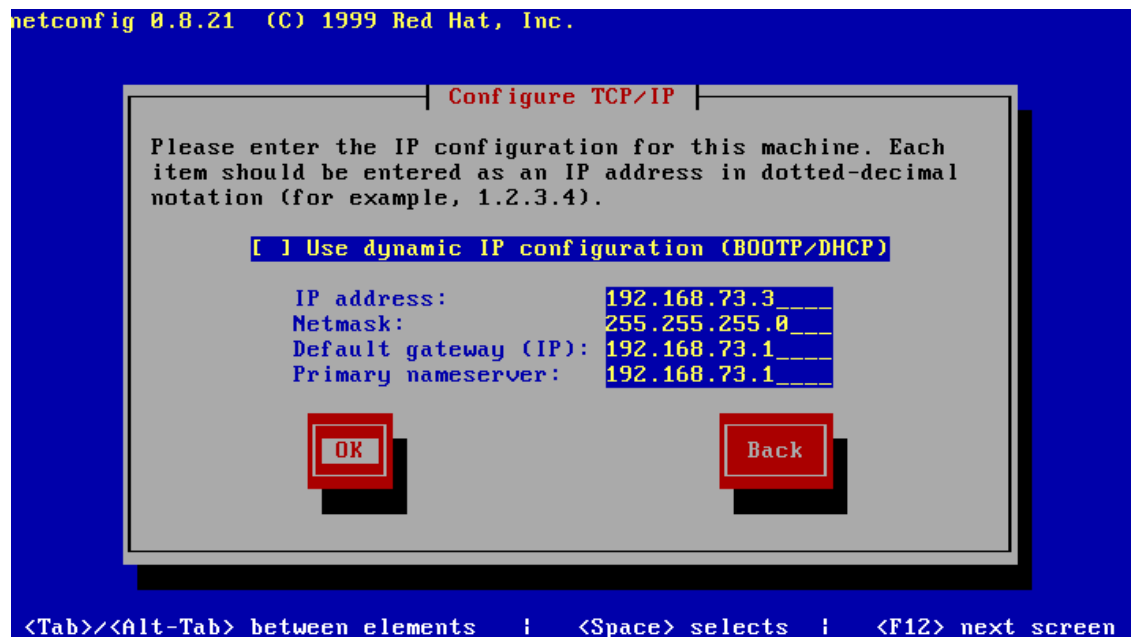 netconfig 0.8.21  (C) 1999 Red Hat, Inc.
Configure TCP/IP
Please enter the IP configuration for this machine. Each
item should be entered as an IP address in dotted-decimal
notation (for example, 1.2.3.4).
[ ] Use dynamic IP configuration (BOOTP/DHCP)
IP address: 192.168.73.3____
Netmask: 255.255.255.0___
Default gateway (IP): 192.168.73.1____
Primary nameserver: 192.168.73.1____
OK Back
<Tab>/<Alt-Tab> between elements | <Space> selects | <F12> next screen